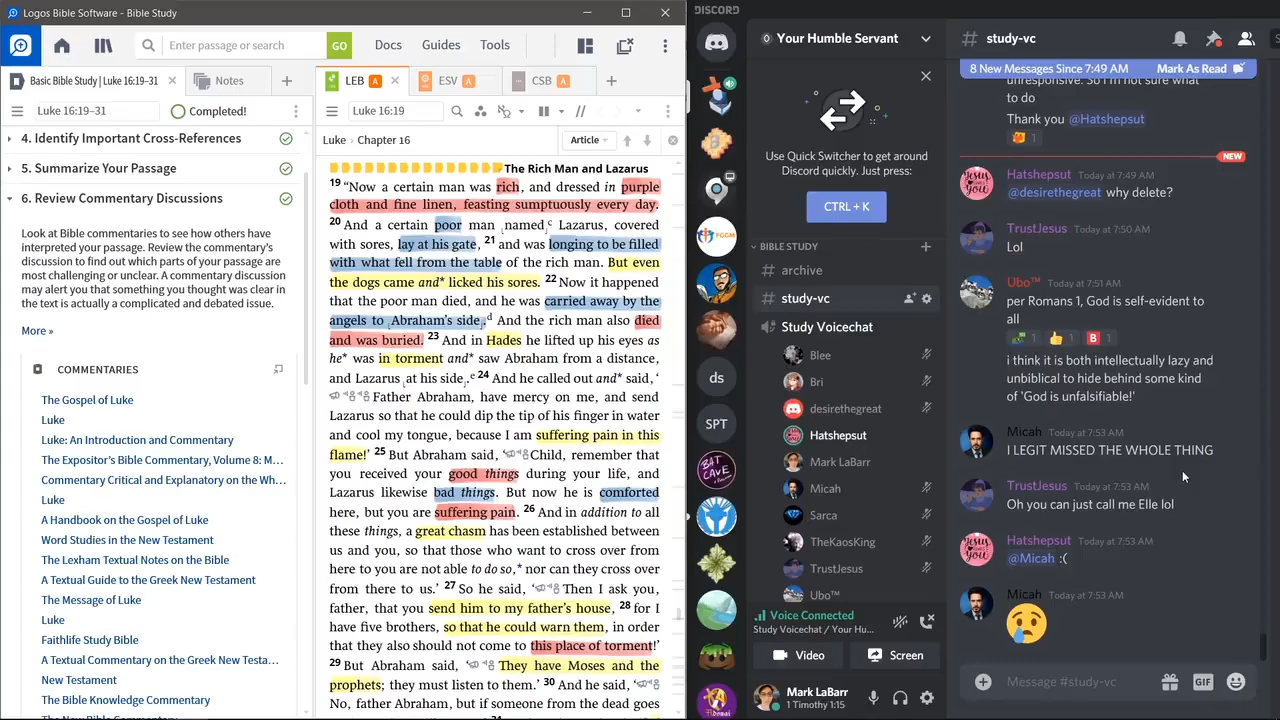 Logos Bible Software - Bible Study
Enter passage or search
GO
Docs
Guides
Tools
Basic Bible Study | Luke 16:19–31
Notes
Luke 16:19–31
Completed!
4. Identify Important Cross-References
5. Summarize Your Passage
6. Review Commentary Discussions
Look at Bible commentaries to see how others have
interpreted your passage. Review the commentary's
discussion to find out which parts of your passage are
most challenging or unclear. A commentary discussion
may alert you that something you thought was clear in
the text is actually a complicated and debated issue.
More »
COMMENTARIES
The Gospel of Luke
Luke
Luke: An Introduction and Commentary
The Expositor's Bible Commentary, Volume 8: M...
Commentary Critical and Explanatory on the Wh...
Luke
A Handbook on the Gospel of Luke
Word Studies in the New Testament
The Lexham Textual Notes on the Bible
A Textual Guide to the Greek New Testament
The Message of Luke
Luke
Faithlife Study Bible
A Textual Commentary on the Greek New Testa...
New Testament
The Bible Knowledge Commentary
LEB A
ESV A
CSB A
Luke 16:19
Luke › Chapter 16
Article
The Rich Man and Lazarus
19 “Now a certain man was rich, and dressed in purple
cloth and fine linen, feasting sumptuously every day.
20 And a certain poor man ⌞named⌟c Lazarus, covered
with sores, lay at his gate, 21 and was longing to be filled
with what fell from the table of the rich man. But even
the dogs came and* licked his sores. 22 Now it happened
that the poor man died, and he was carried away by the
angels to ⌞Abraham's side⌟.d And the rich man also died
and was buried. 23 And in Hades he lifted up his eyes as
he* was in torment and* saw Abraham from a distance,
and Lazarus ⌞at his side⌟.e 24 And he called out and* said, ‘
Father Abraham, have mercy on me, and send
Lazarus so that he could dip the tip of his finger in water
and cool my tongue, because I am suffering pain in this
flame!’ 25 But Abraham said, ‘Child, remember that
you received your good things during your life, and
Lazarus likewise bad things. But now he is comforted
here, but you are suffering pain. 26 And in addition to all
these things, a great chasm has been established between
us and you, so that those who want to cross over from
here to you are not able to do so,* nor can they cross over
from there to us.’ 27 So he said, ‘Then I ask you,
father, that you send him to my father's house, 28 for I
have five brothers, so that he could warn them, in order
that they also should not come to this place of torment!’
29 But Abraham said, ‘They have Moses and the
prophets; they must listen to them.’ 30 And he said, ‘
No, father Abraham, but if someone from the dead goes
DISCORD
ds
SPT
BAT CAVE
FGGM
Your Humble Servant
Use Quick Switcher to get around
Discord quickly. Just press:
CTRL + K
BIBLE STUDY
archive
study-vc
Study Voicechat
Blee
Bri
desirethegreat
Hatshepsut
Mark LaBarr
Micah
Sarca
TheKaosKing
TrustJesus
Ubo™
Voice Connected
Study Voicechat / Your Hu...
Video
Screen
Mark LaBarr
1 Timothy 1:15
# study-vc
8 New Messages Since 7:49 AM
Mark As Read
unresponsive. So I'm not sure what
to do
Thank you @Hatshepsut
1
NEW
Hatshepsut Today at 7:49 AM
@desirethegreat why delete?
TrustJesus Today at 7:50 AM
Lol
Ubo™ Today at 7:51 AM
per Romans 1, God is self-evident to
all
1 1 B 1
i think it is both intellectually lazy and
unbiblical to hide behind some kind
of 'God is unfalsifiable!'
Micah Today at 7:53 AM
I LEGIT MISSED THE WHOLE THING
TrustJesus Today at 7:53 AM
Oh you can just call me Elle lol
Hatshepsut Today at 7:53 AM
@Micah :(
Micah Today at 7:53 AM
Message #study-vc
GIF